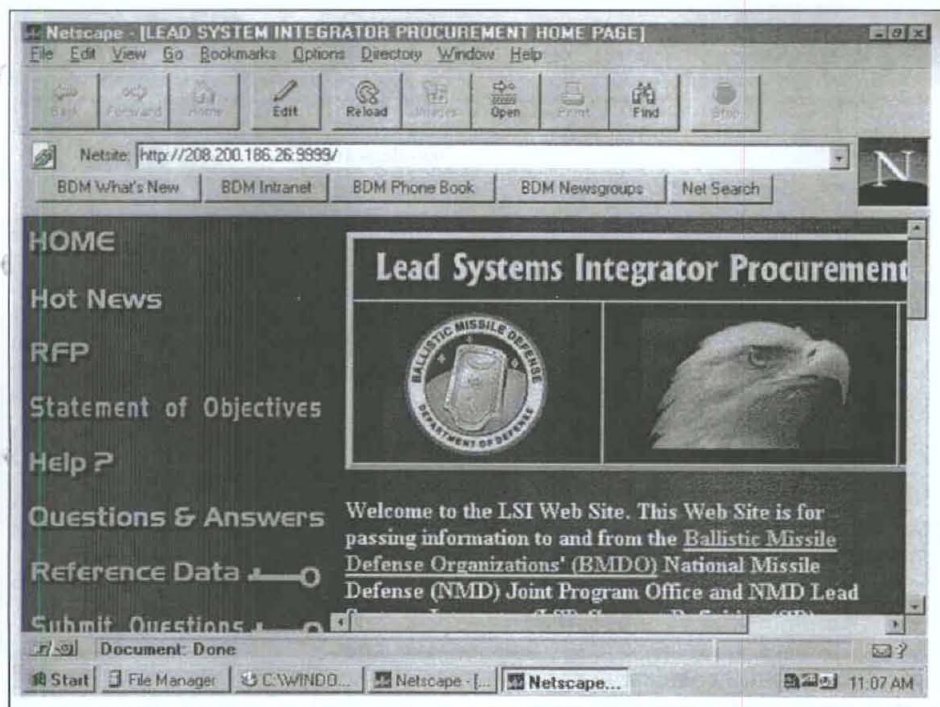 Netscape - [LEAD SYSTEM INTEGRATOR PROCUREMENT HOME PAGE]
File Edit View Go Bookmarks Options Directory Window Help
Back Forward Home Edit Reload Images Open Print Find Stop
Netsite: http://208.200.186.26:9999/
N
BDM What's New BDM Intranet BDM Phone Book BDM Newsgroups Net Search
HOME
Hot News
RFP
Statement of Objectives
Help ?
Questions & Answers
Reference Data
Submit Questions
Lead Systems Integrator Procurement
BALLISTIC MISSILE DEFENSE
DEPARTMENT OF DEFENSE
Welcome to the LSI Web Site. This Web Site is for
passing information to and from the Ballistic Missile
Defense Organizations' (BMDO) National Missile
Defense (NMD) Joint Program Office and NMD Lead
Document: Done
Start File Manager C:\WINDO... Netscape - [... Netscape... 11:07 AM